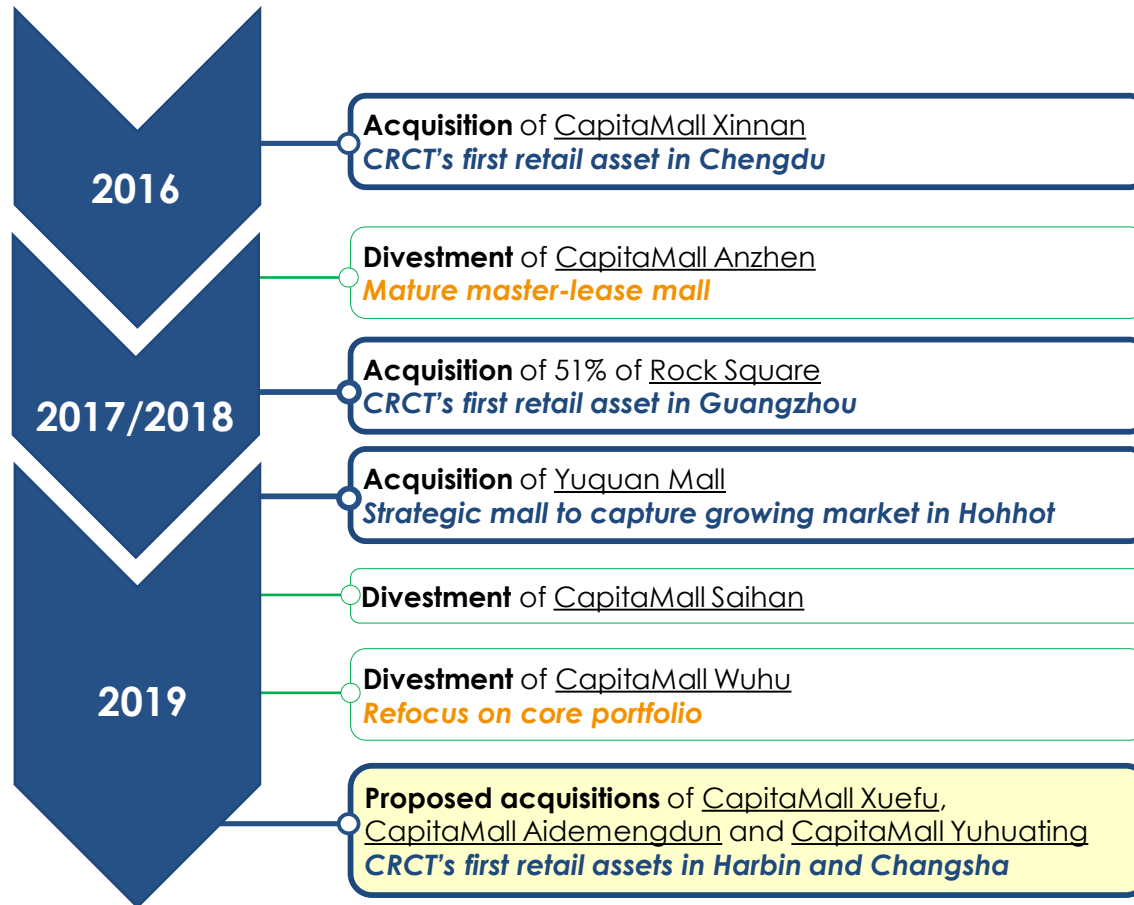 2016
Acquisition of CapitaMall Xinnan
CRCT's first retail asset in Chengdu
Divestment of CapitaMall Anzhen
Mature master-lease mall
2017/2018
Acquisition of 51% of Rock Square
CRCT's first retail asset in Guangzhou
Acquisition of Yuquan Mall
Strategic mall to capture growing market in Hohhot
2019
Divestment of CapitaMall Saihan
Divestment of CapitaMall Wuhu
Refocus on core portfolio
Proposed acquisitions of CapitaMall Xuefu,
CapitaMall Aidemengdun and CapitaMall Yuhuating
CRCT's first retail assets in Harbin and Changsha